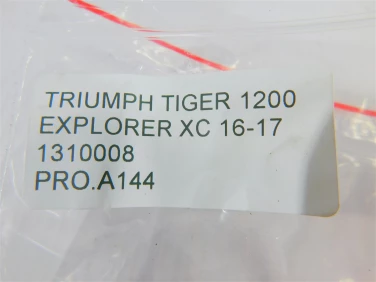 TRIUMPH TIGER 1200
EXPLORER XC 16-17
1310008
PRO.A144